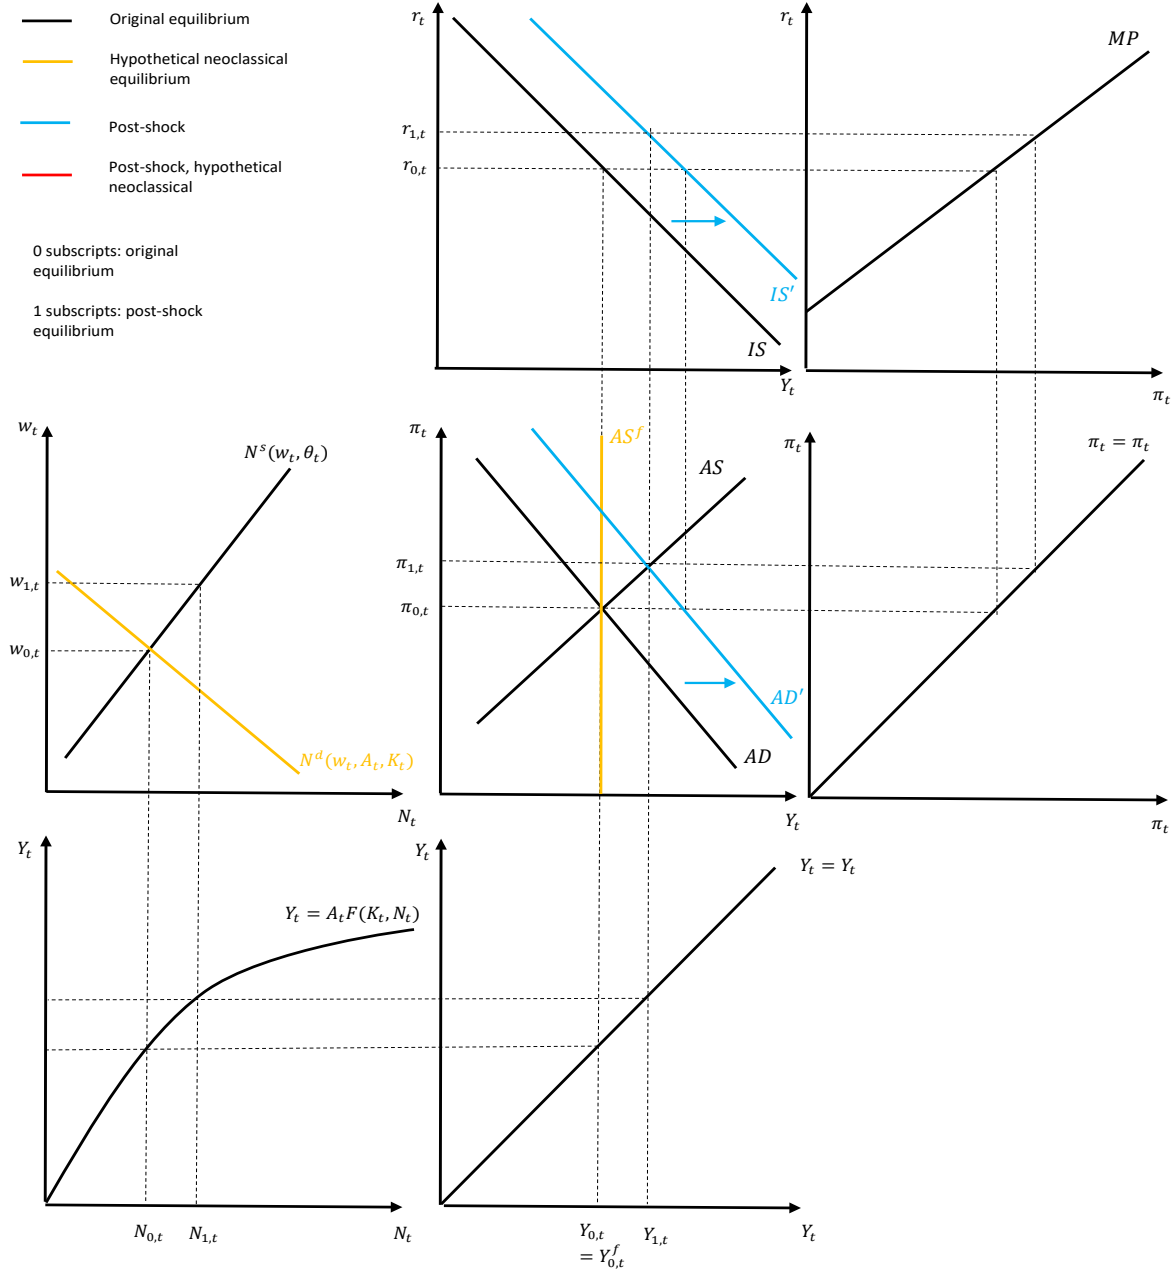 Original equilibrium
Hypothetical neoclassical
equilibrium
Post-shock
Post-shock, hypothetical
neoclassical
0 subscripts: original
equilibrium
1 subscripts: post-shock
equilibrium
r_t
r_{1,t}
r_{0,t}
IS'
IS
Y_t
r_t
MP
π_t
w_t
N^s(w_t, θ_t)
w_{1,t}
w_{0,t}
N^d(w_t, A_t, K_t)
N_t
π_t
AS^f
AS
π_{1,t}
π_{0,t}
AD'
AD
Y_t
π_t
π_t = π_t
π_t
Y_t
Y_t = A_tF(K_t, N_t)
N_{0,t}
N_{1,t}
N_t
Y_t
Y_t = Y_t
Y_{0,t}
= Y^f_{0,t}
Y_{1,t}
Y_t